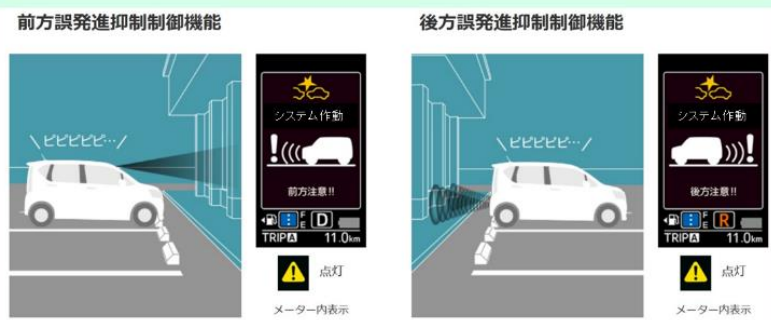 前方誤発進抑制制御機能
後方誤発進抑制制御機能
ピピピピピ…
システム作動
!
前方注意!!
F
E
D
TRIP A 11.0km
点灯
メーター内表示
ピピピピピ…
システム作動
!
後方注意!!
F
E
R
TRIP A 11.0km
点灯
メーター内表示